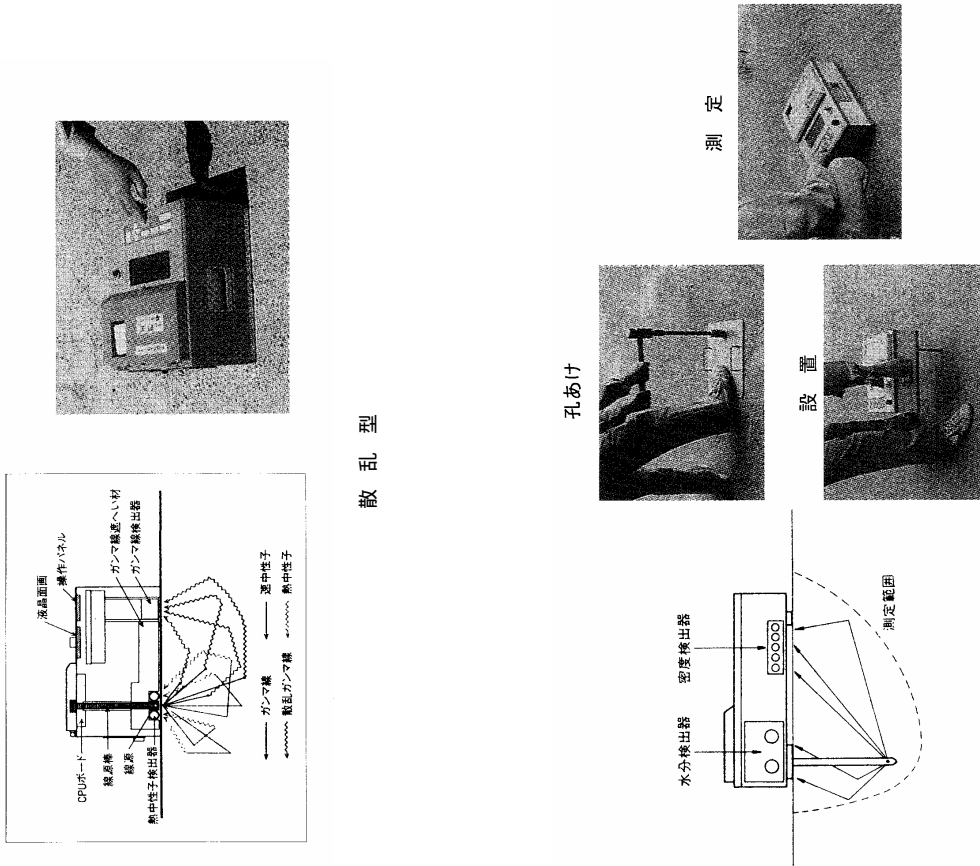 散乱型
液晶面画
操作パネル
ガンマ線遮へい材
ガンマ線検出器
CPUボード
線原棒
線源
熱中性子検出器
ガンマ線
散乱ガンマ線
速中性子
熱中性子
孔あけ
設置
測定
水分検出器
密度検出器
測定範囲